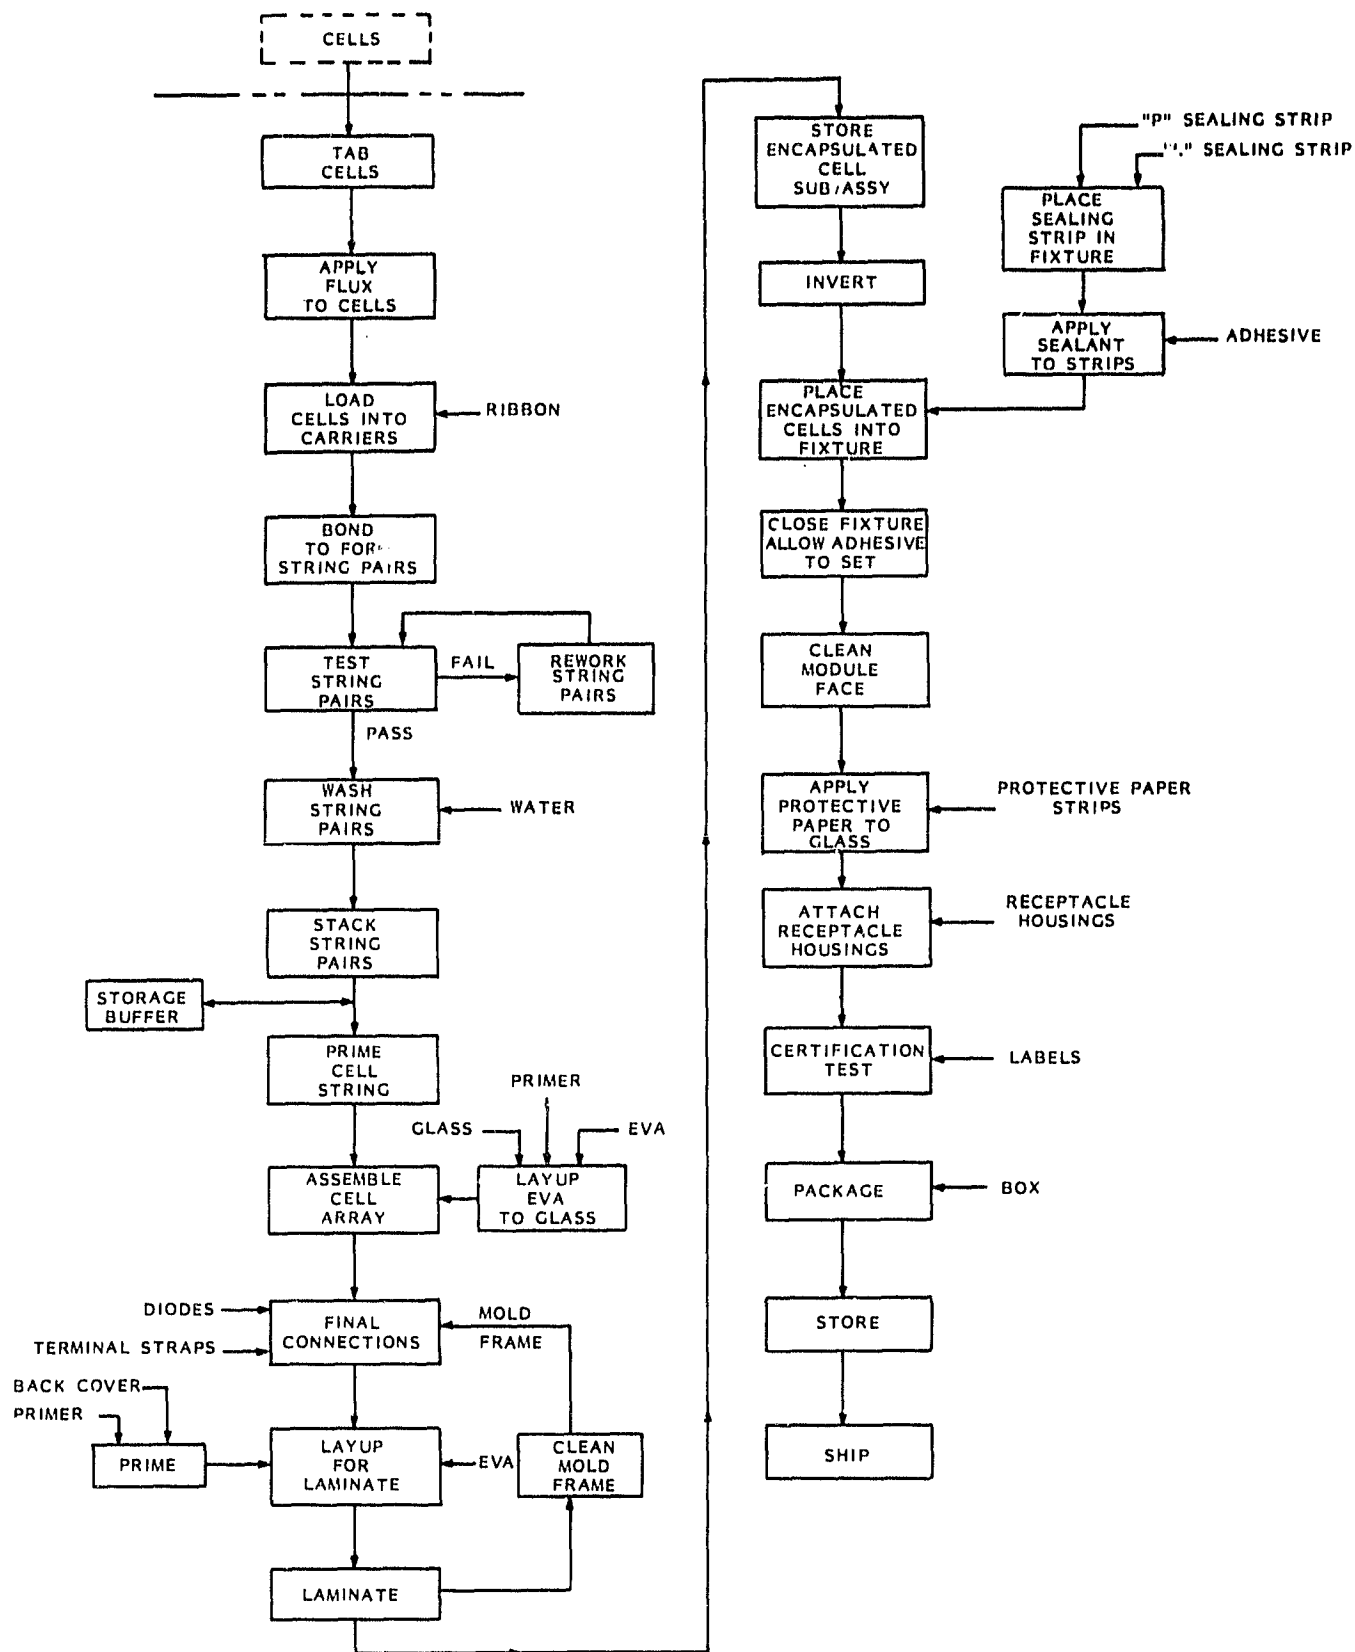 CELLS
TAB
CELLS
APPLY
FLUX
TO CELLS
LOAD
CELLS INTO
CARRIERS
RIBBON
BOND
TO
STRING PAIRS
TEST
STRING
PAIRS
FAIL
REWORK
STRING
PAIRS
PASS
WASH
STRING
PAIRS
WATER
STACK
STRING
PAIRS
STORAGE
BUFFER
PRIME
CELL
STRING
PRIMER
GLASS
EVA
ASSEMBLE
CELL
ARRAY
LAYUP
EVA
TO GLASS
DIODES
TERMINAL STRAPS
FINAL
CONNECTIONS
MOLD
FRAME
BACK COVER
PRIMER
PRIME
LAYUP
FOR
LAMINATE
EVA
CLEAN
MOLD
FRAME
LAMINATE
STORE
ENCAPSULATED
CELL
SUB/ASSY
"P" SEALING STRIP
SEALING STRIP
PLACE
SEALING
STRIP IN
FIXTURE
INVERT
APPLY
SEALANT
TO STRIPS
ADHESIVE
PLACE
ENCAPSULATED
CELLS INTO
FIXTURE
CLOSE FIXTURE
ALLOW ADHESIVE
TO SET
CLEAN
MODULE
FACE
APPLY
PROTECTIVE
PAPER TO
GLASS
PROTECTIVE PAPER
STRIPS
ATTACH
RECEPTACLE
HOUSINGS
RECEPTACLE
HOUSINGS
CERTIFICATION
TEST
LABELS
PACKAGE
BOX
STORE
SHIP